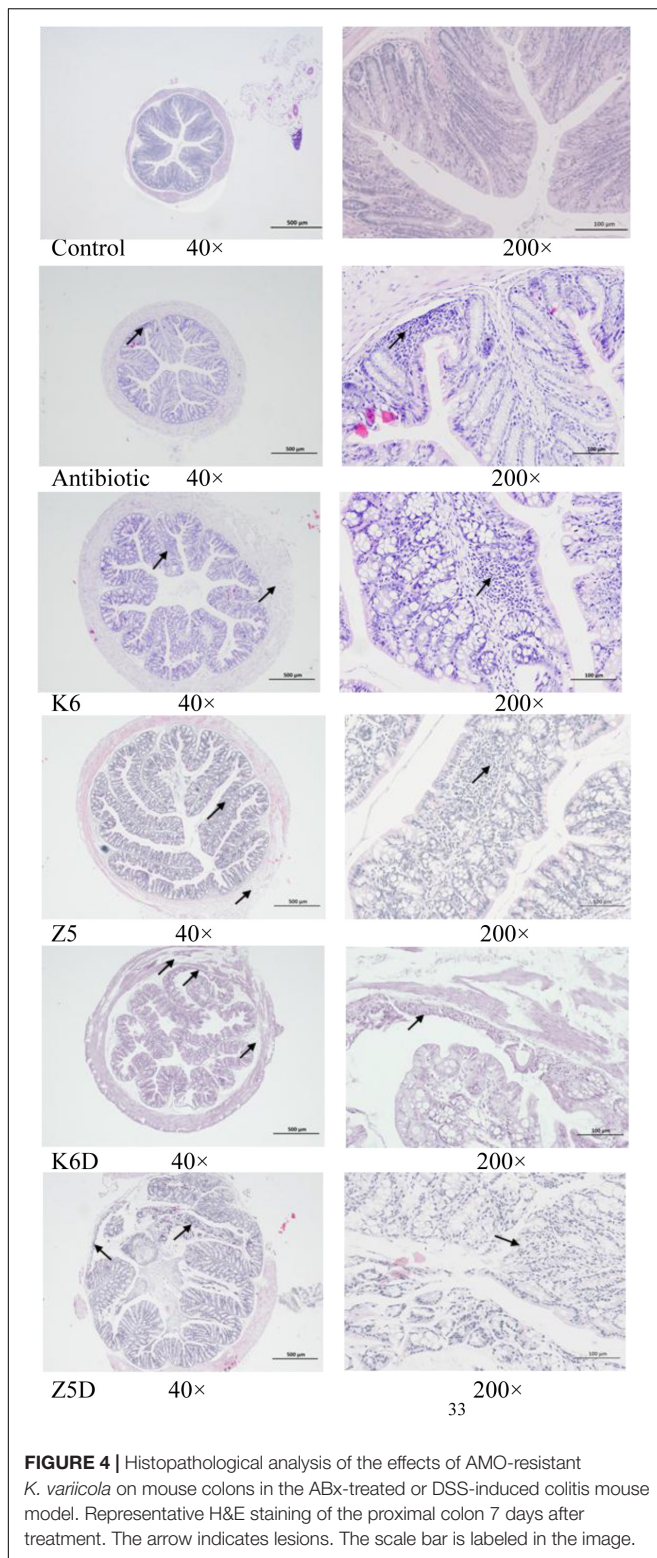 500 μm
100 μm
Control 40× 200×
500 μm
100 μm
Antibiotic 40× 200×
500 μm
100 μm
K6 40× 200×
500 μm
100 μm
Z5 40× 200×
500 μm
100 μm
K6D 40× 200×
500 μm
100 μm
Z5D 40× 200×
33
FIGURE 4 | Histopathological analysis of the effects of AMO-resistant
K. variicola on mouse colons in the ABx-treated or DSS-induced colitis mouse
model. Representative H&E staining of the proximal colon 7 days after
treatment. The arrow indicates lesions. The scale bar is labeled in the image.